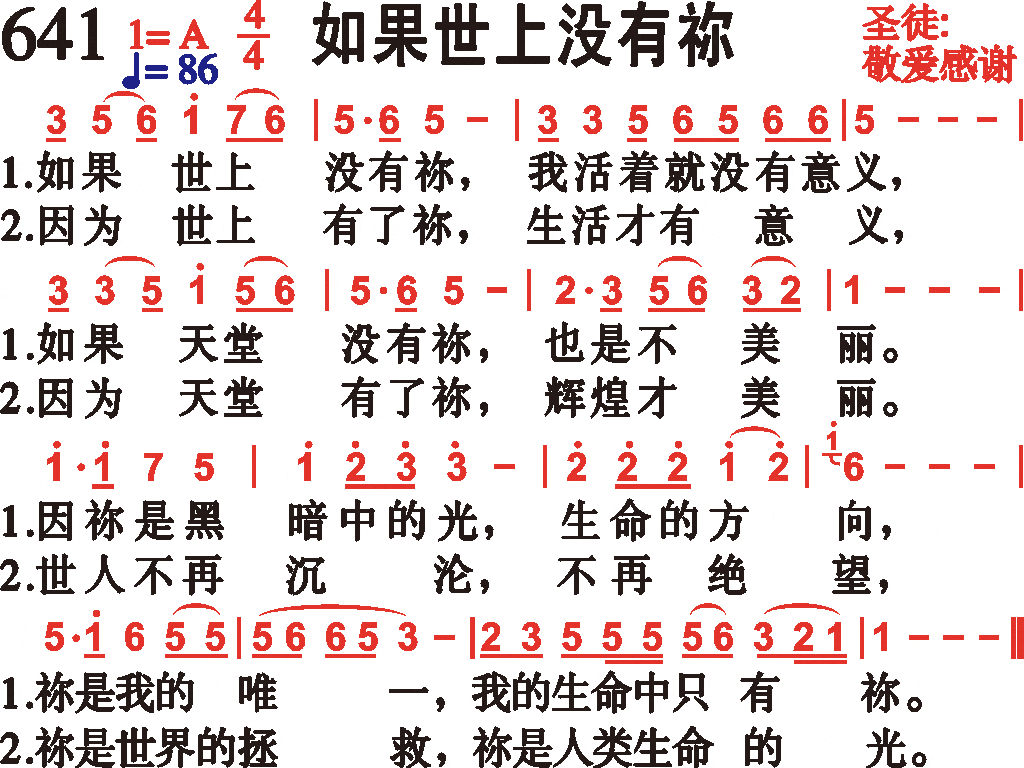 641 1=A 4/4 如果世上没有祢 圣徒:
♩=86 敬爱感谢
3 5 6 i 7 6 | 5·6 5 - | 3 3 5 6 5 6 6 | 5 - - - |
1.如果 世上 没有祢, 我活着就没有意义,
2.因为 世上 有了祢, 生活才有 意 义,
3 3 5 i 5 6 | 5·6 5 - | 2·3 5 6 3 2 | 1 - - - |
1.如果 天堂 没有祢, 也是不 美 丽。
2.因为 天堂 有了祢, 辉煌才 美 丽。
i·i 7 5 | i 2̇ 3̇ 3̇ - | 2̇ 2̇ 2̇ i 2̇ | i 6 - - - |
1.因祢是黑 暗中的光, 生命的方 向,
2.世人不再 沉 沦, 不再 绝 望,
5·i 6 5 5 | 5 6 6 5 3 - | 2 3 5 5 5 5 6 3 2 1 | 1 - - - ‖
1.祢是我的 唯 一, 我的生命中只 有 祢。
2.祢是世界的拯 救, 祢是人类生命 的 光。